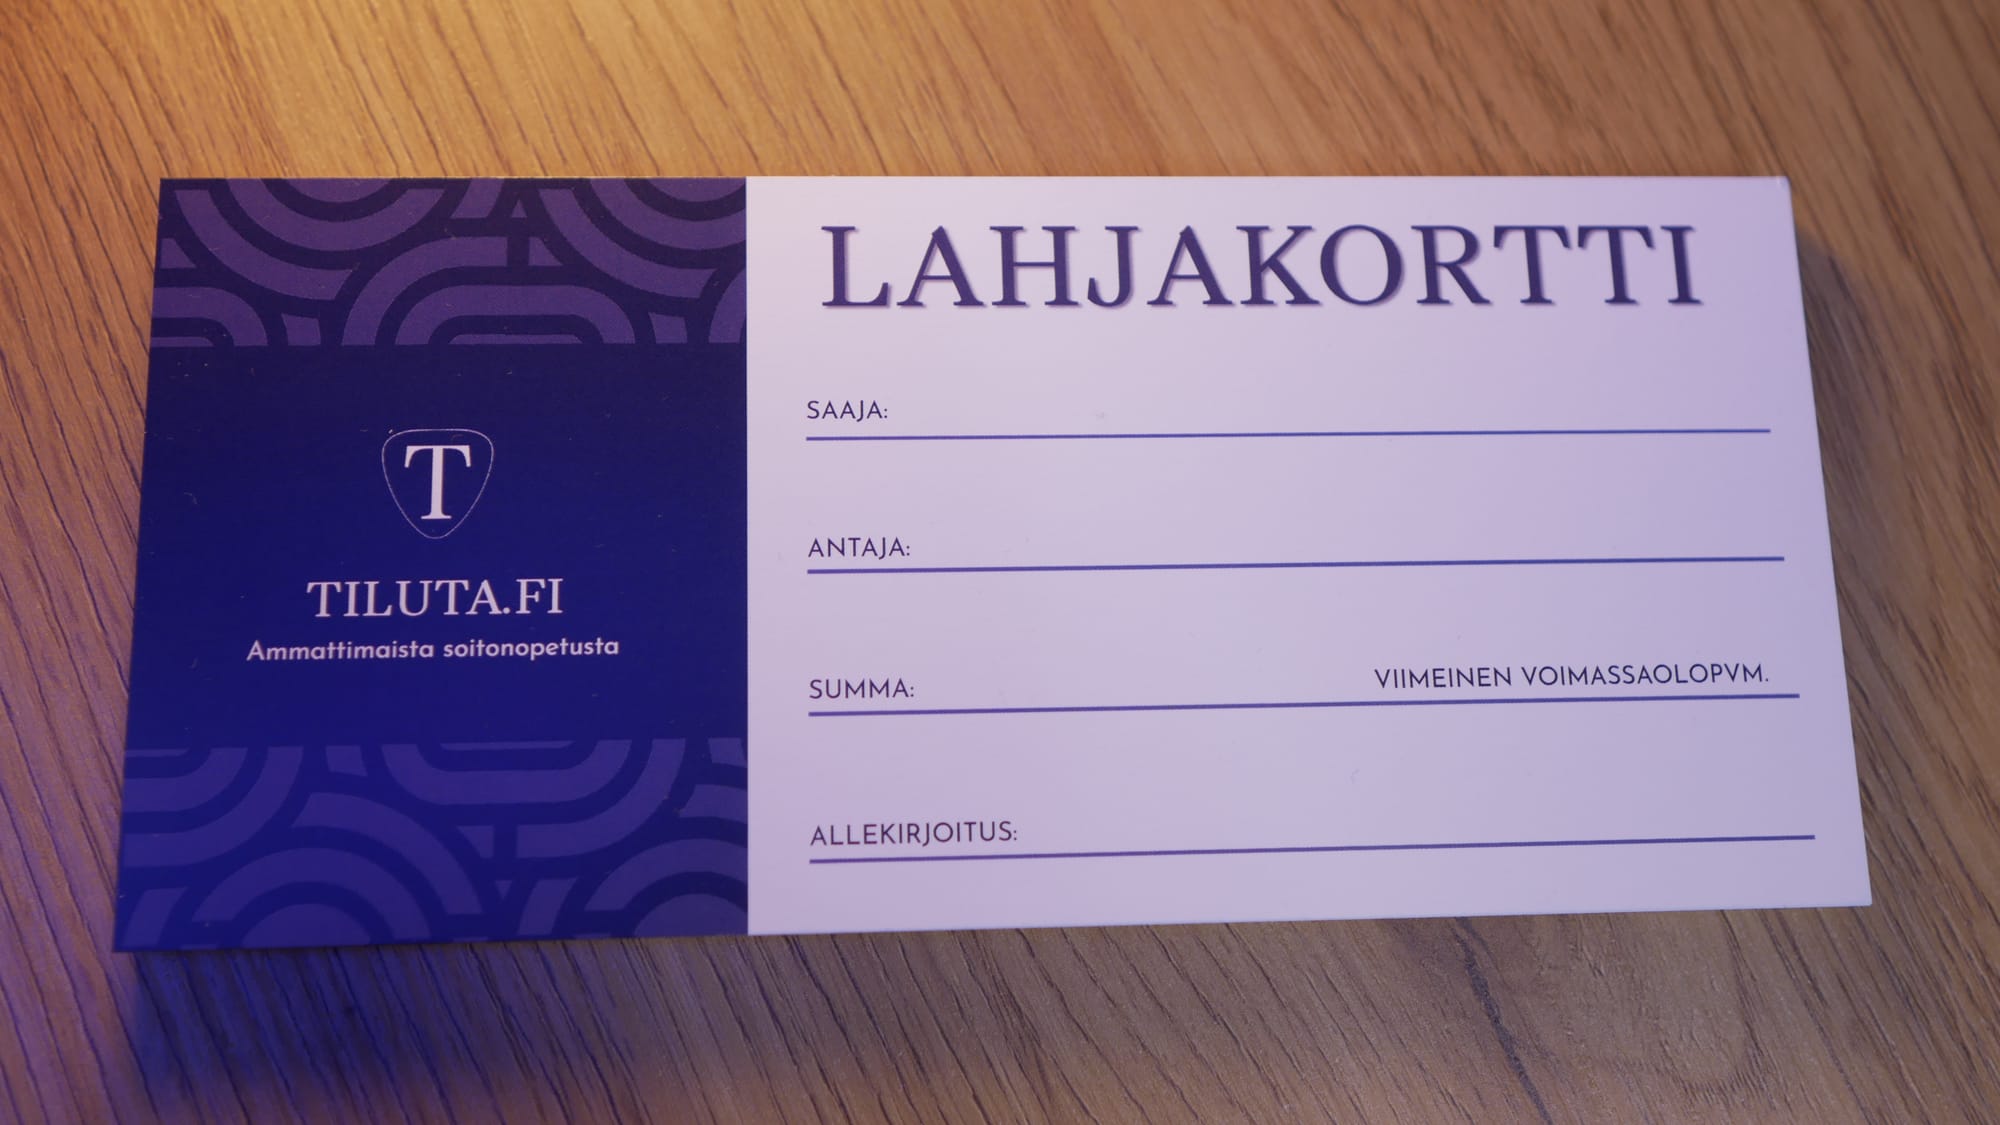 T
TILUTA.FI
Ammattimaista soitonopetusta
LAHJAKORTTI
SAAJA:
ANTAJA:
SUMMA: VIIMEINEN VOIMASSAOLOPVM.
ALLEKIRJOITUS: